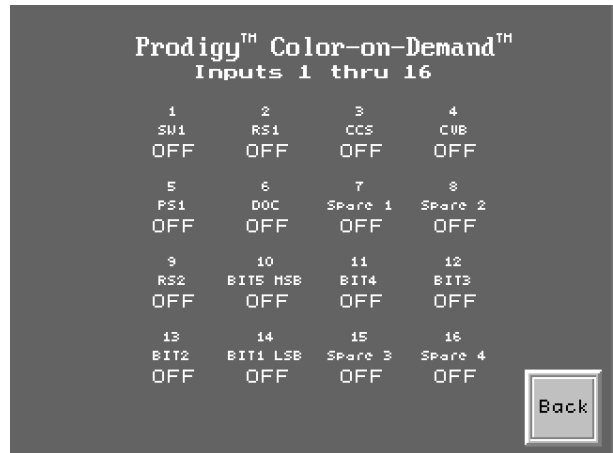 Prodigy™ Color-on-Demand™
Inputs 1 thru 16
1 2 3 4
SW1 RS1 CCS CVB
OFF OFF OFF OFF
5 6 7 8
PS1 DOC Spare 1 Spare 2
OFF OFF OFF OFF
9 10 11 12
RS2 BIT5 MSB BIT4 BIT3
OFF OFF OFF OFF
13 14 15 16
BIT2 BIT1 LSB Spare 3 Spare 4
OFF OFF OFF OFF
Back